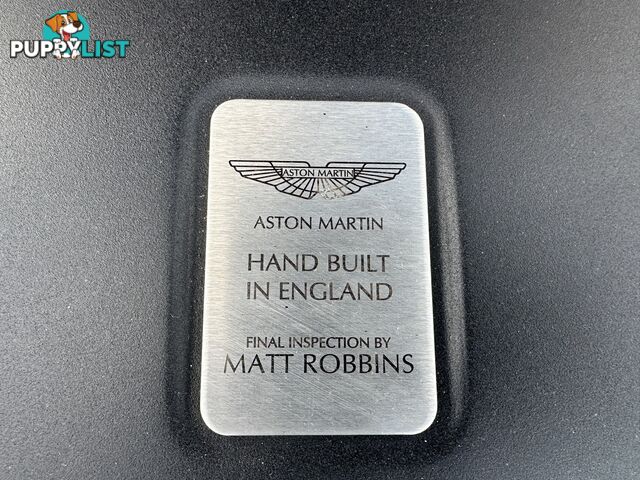 PUPPYLIST
ASTON MARTIN
ASTON MARTIN
HAND BUILT
IN ENGLAND
FINAL INSPECTION BY
MATT ROBBINS